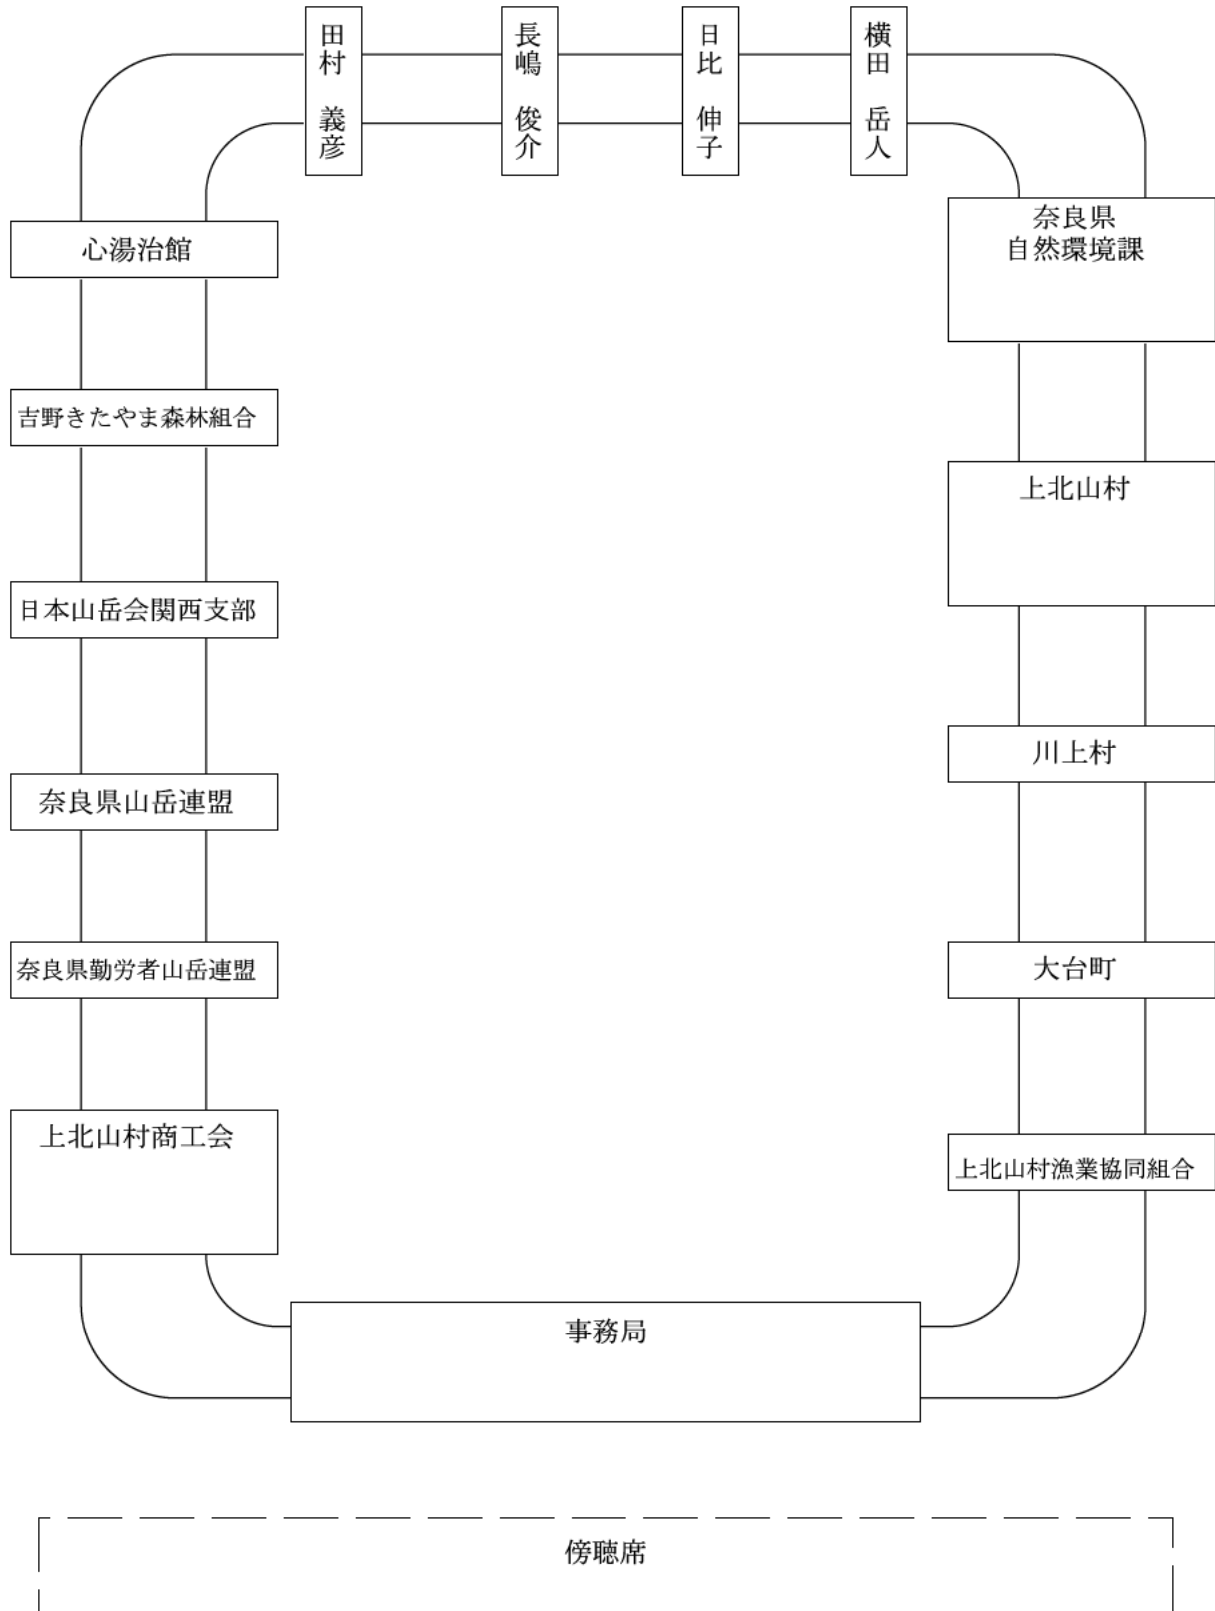 田村 義彦
長嶋 俊介
日比 伸子
横田 岳人
心湯治館
吉野きたやま森林組合
日本山岳会関西支部
奈良県山岳連盟
奈良県勤労者山岳連盟
上北山村商工会
奈良県
自然環境課
上北山村
川上村
大台町
上北山村漁業協同組合
事務局
傍聴席